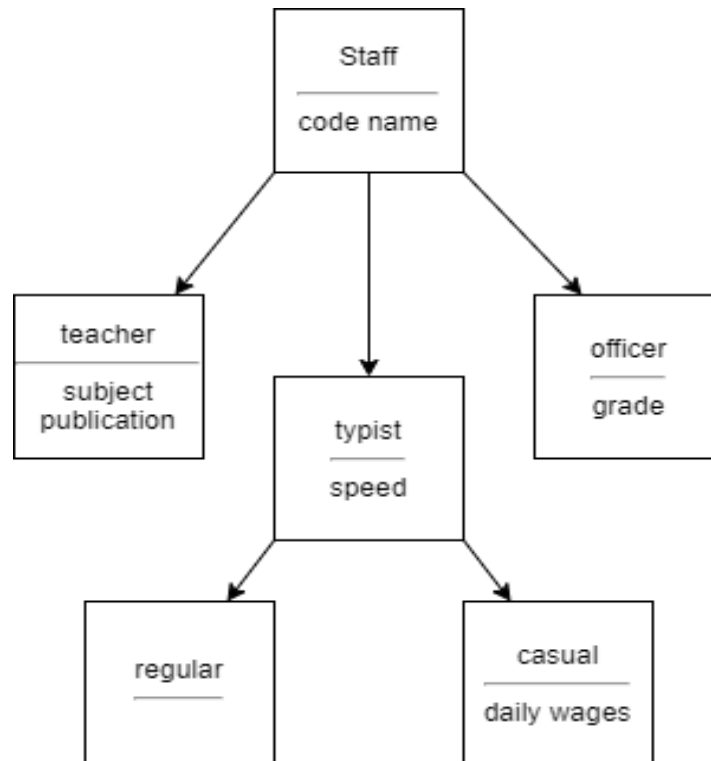 Staff
code name
teacher
subject
publication
officer
grade
typist
speed
regular
casual
daily wages